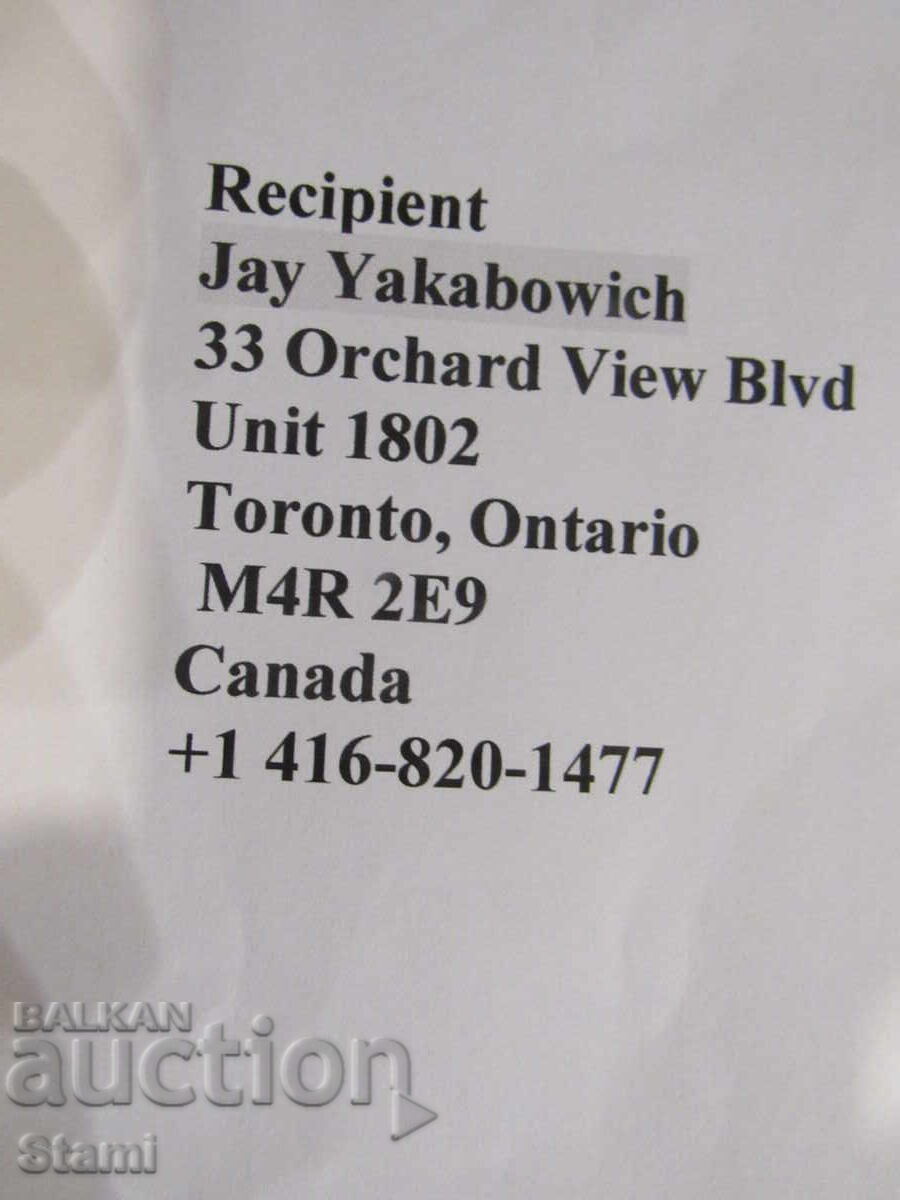 Recipient
Jay Yakabowich
33 Orchard View Blvd
Unit 1802
Toronto, Ontario
M4R 2E9
Canada
+1 416-820-1477
BALKAN
auction
Stami